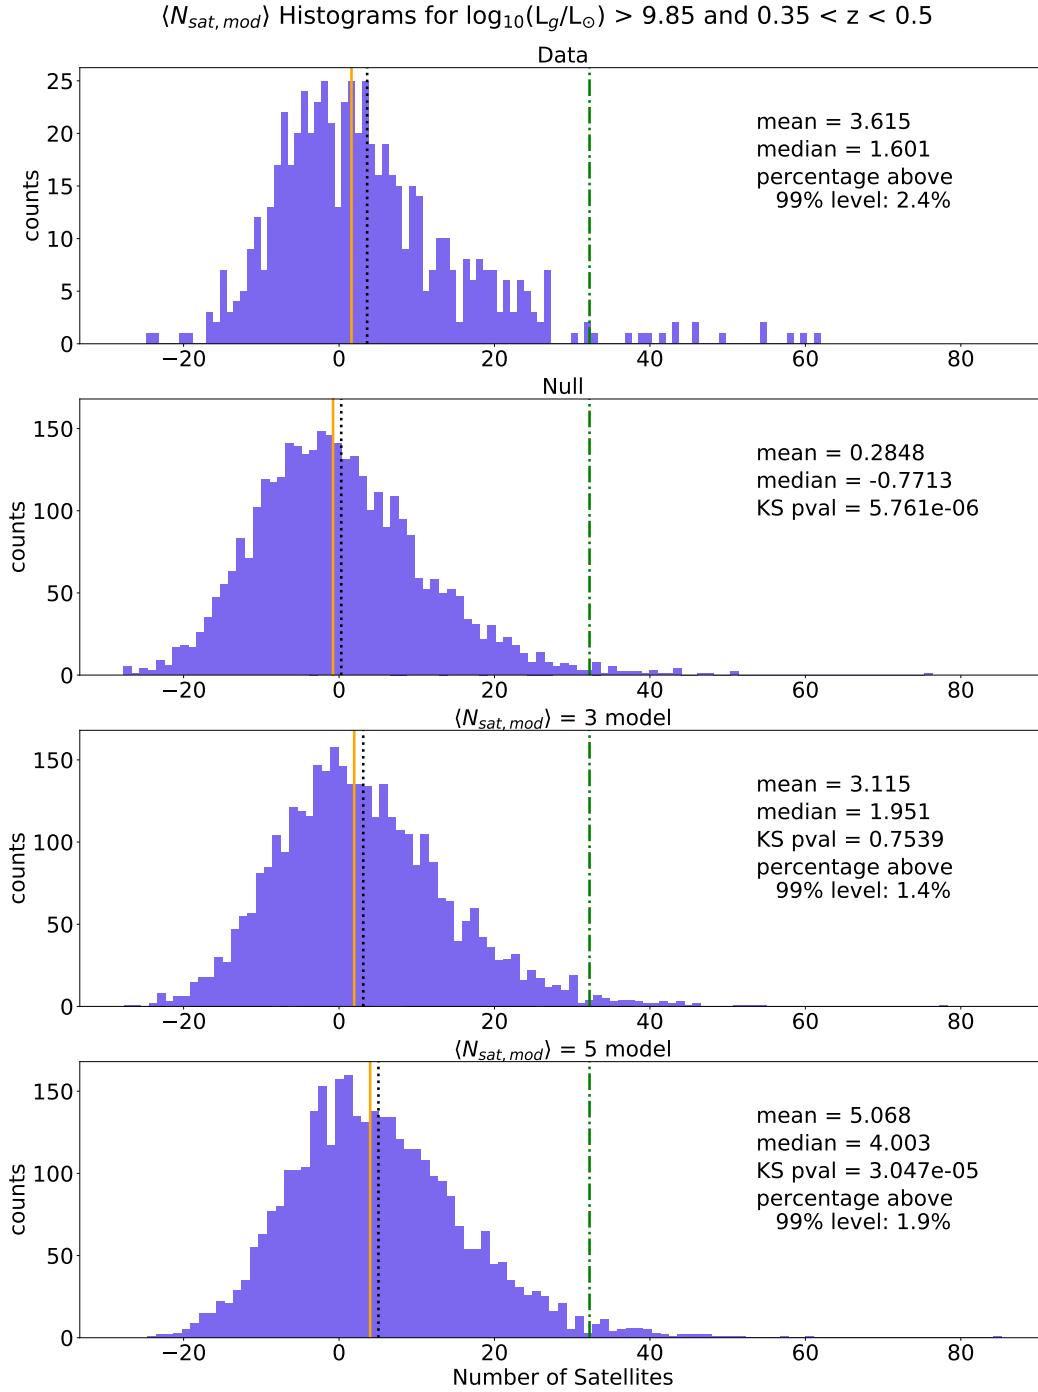 ⟨N_sat, mod⟩ Histograms for log₁₀(L_g/L_⊙) > 9.85 and 0.35 < z < 0.5
Data
25
20
15
10
5
0
counts
mean = 3.615
median = 1.601
percentage above
99% level: 2.4%
−20 0 20 40 60 80
Null
150
100
50
0
counts
mean = 0.2848
median = -0.7713
KS pval = 5.761e-06
−20 0 20 40 60 80
⟨N_sat, mod⟩ = 3 model
150
100
50
0
counts
mean = 3.115
median = 1.951
KS pval = 0.7539
percentage above
99% level: 1.4%
−20 0 20 40 60 80
⟨N_sat, mod⟩ = 5 model
150
100
50
0
counts
mean = 5.068
median = 4.003
KS pval = 3.047e-05
percentage above
99% level: 1.9%
−20 0 20 40 60 80
Number of Satellites